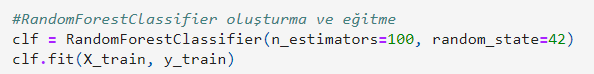 #RandomForestClassifier oluşturma ve eğitme
clf = RandomForestClassifier(n_estimators=100, random_state=42)
clf.fit(X_train, y_train)